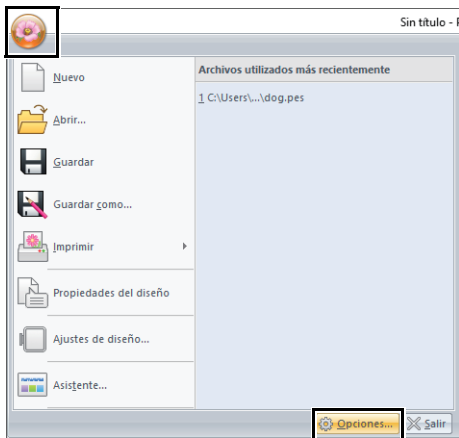 Sin título - P
Nuevo
Abrir...
Guardar
Guardar como...
Imprimir
Propiedades del diseño
Ajustes de diseño...
Asistente...
Archivos utilizados más recientemente
1 C:\Users\...\dog.pes
Opciones...
Salir